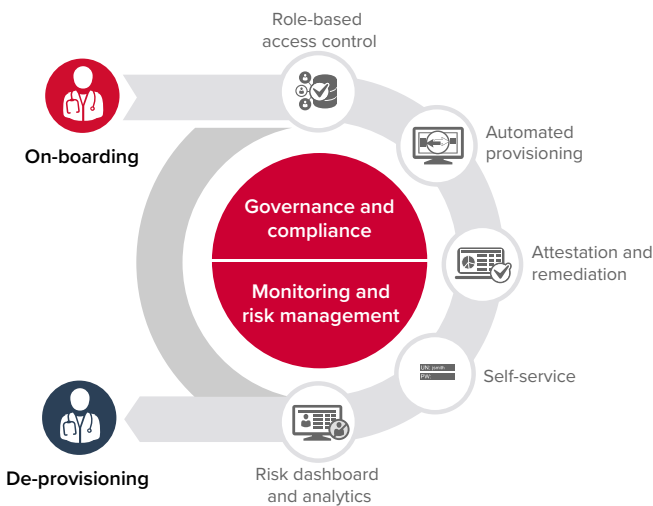 Role-based
access control
On-boarding
Automated
provisioning
Governance and
compliance
Attestation and
remediation
Monitoring and
risk management
Self-service
PW:
De-provisioning
Risk dashboard
and analytics